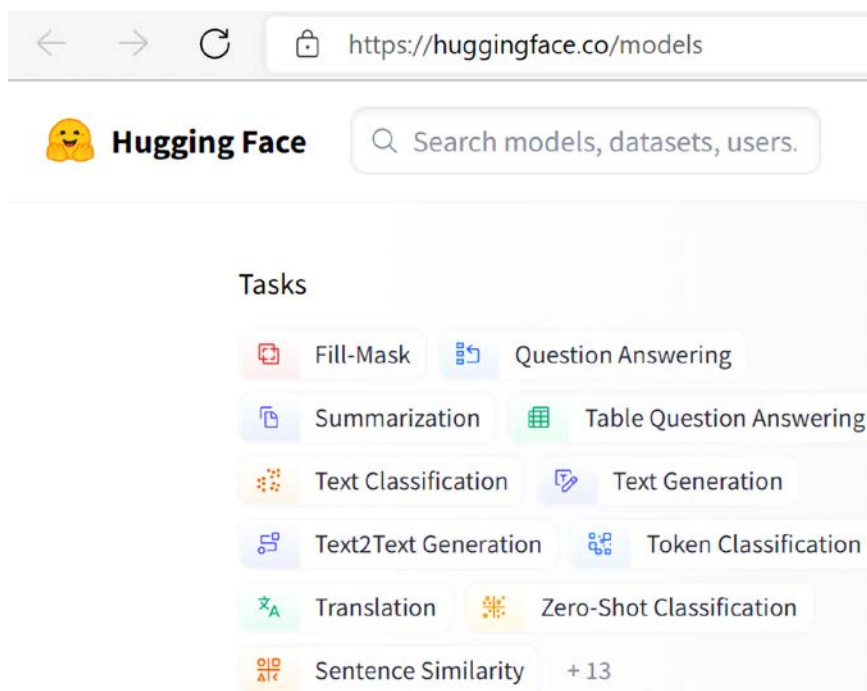 https://huggingface.co/models
Hugging Face Search models, datasets, users.
Tasks
Fill-Mask Question Answering
Summarization Table Question Answering
Text Classification Text Generation
Text2Text Generation Token Classification
Translation Zero-Shot Classification
Sentence Similarity + 13